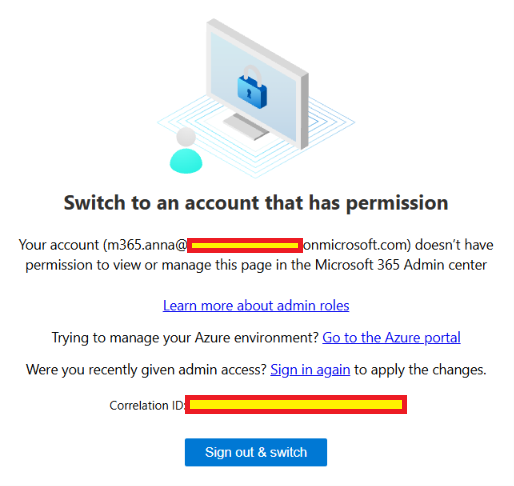 Switch to an account that has permission
Your account (m365.anna@ onmicrosoft.com) doesn't have
permission to view or manage this page in the Microsoft 365 Admin center
Learn more about admin roles
Trying to manage your Azure environment? Go to the Azure portal
Were you recently given admin access? Sign in again to apply the changes.
Correlation ID:
Sign out & switch